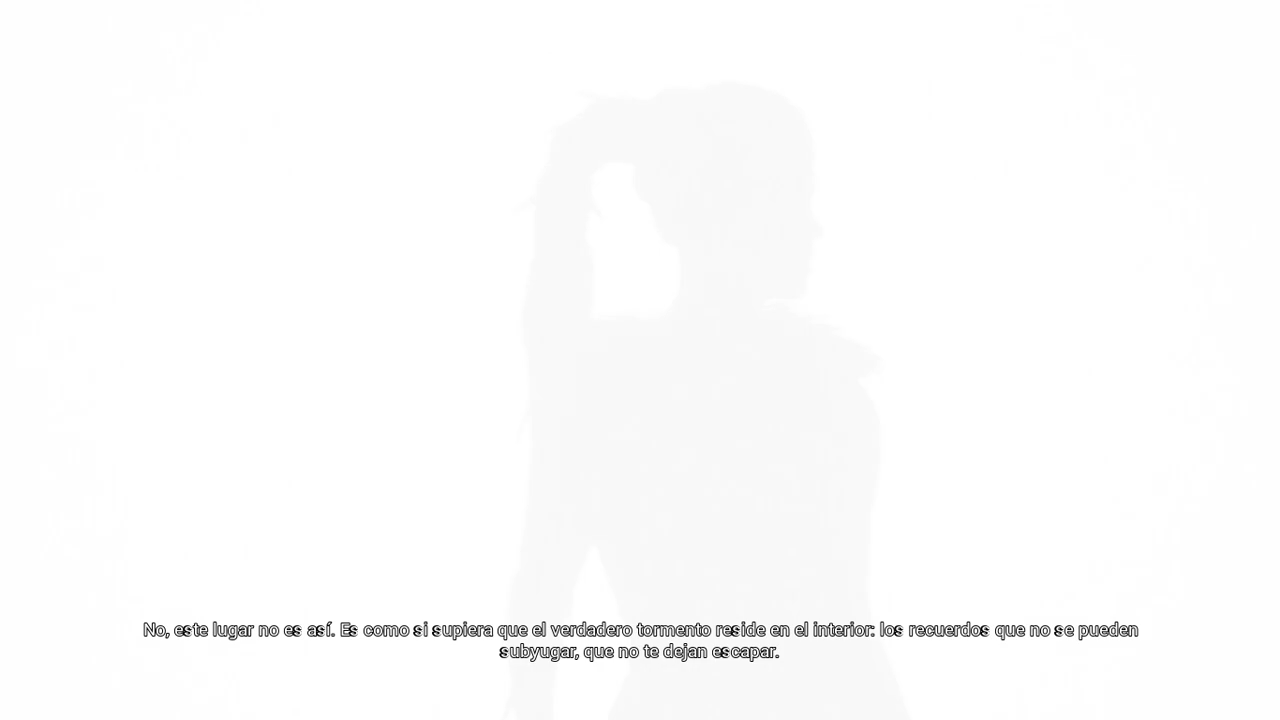 No, este lugar no es así. Es como si supiera que el verdadero tormento reside en el interior: los recuerdos que no se pueden
subyugar, que no te dejan escapar.